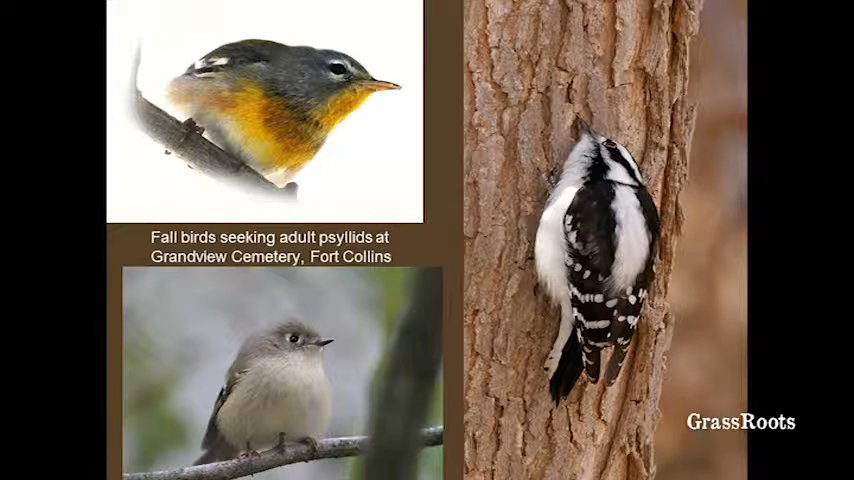 Fall birds seeking adult psyllids at
Grandview Cemetery, Fort Collins
GrassRoots